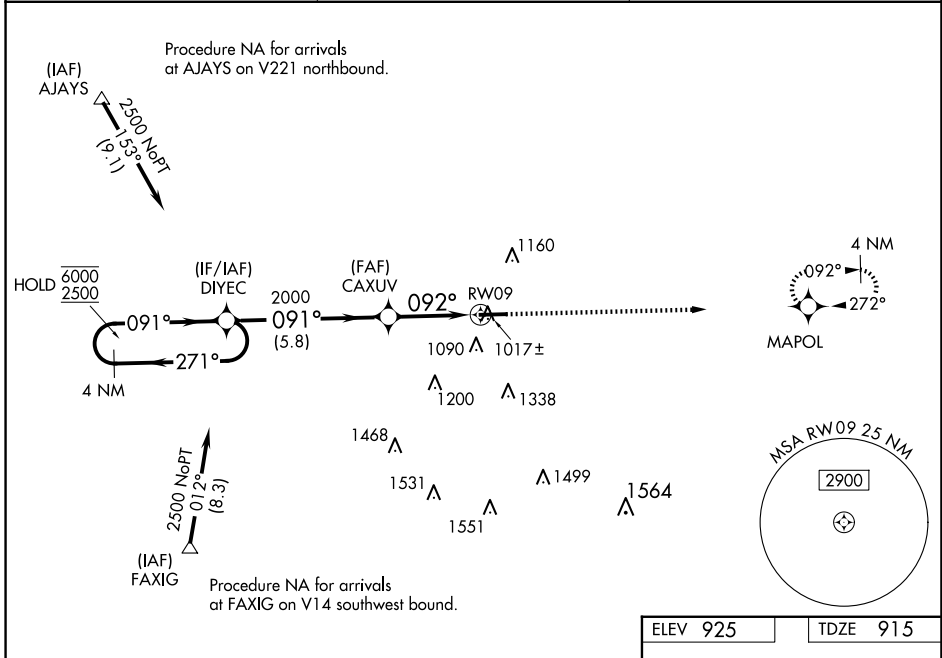 Procedure NA for arrivals
at AJAYS on V221 northbound.
(IAF)
AJAYS
2500 NoPT
153°
(9.1)
1160
4 NM
092°
272°
MAPOL
HOLD
6000
2500
(IF/IAF)
DIYEC
2000
091°
(5.8)
(FAF)
CAXUV
092°
RW09
091°
271°
4 NM
1090
1017±
1200
1338
1468
1531
1499
1551
1564
MSA RW09 25 NM
2900
2500 NoPT
012°
(8.3)
(IAF)
FAXIG
Procedure NA for arrivals
at FAXIG on V14 southwest bound.
ELEV 925
TDZE 915